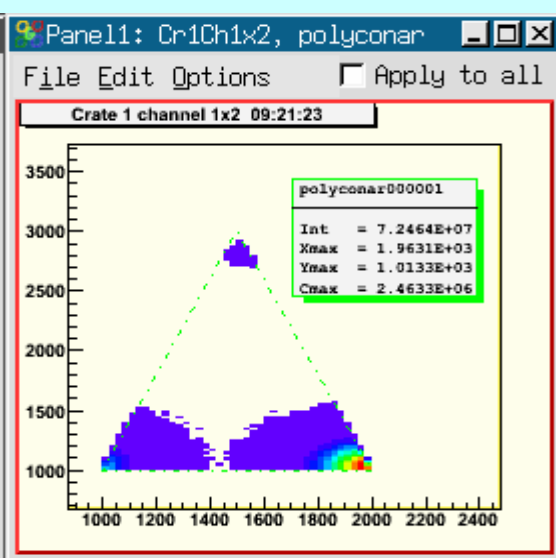 Panel1: Cr1Ch1x2, polyconar
File Edit Options Apply to all
Crate 1 channel 1x2 09:21:23
polyconar000001
Int = 7.2464E+07
Xmax = 1.9631E+03
Ymax = 1.0133E+03
Cmax = 2.4633E+06
3500
3000
2500
2000
1500
1000
1000 1200 1400 1600 1800 2000 2200 2400